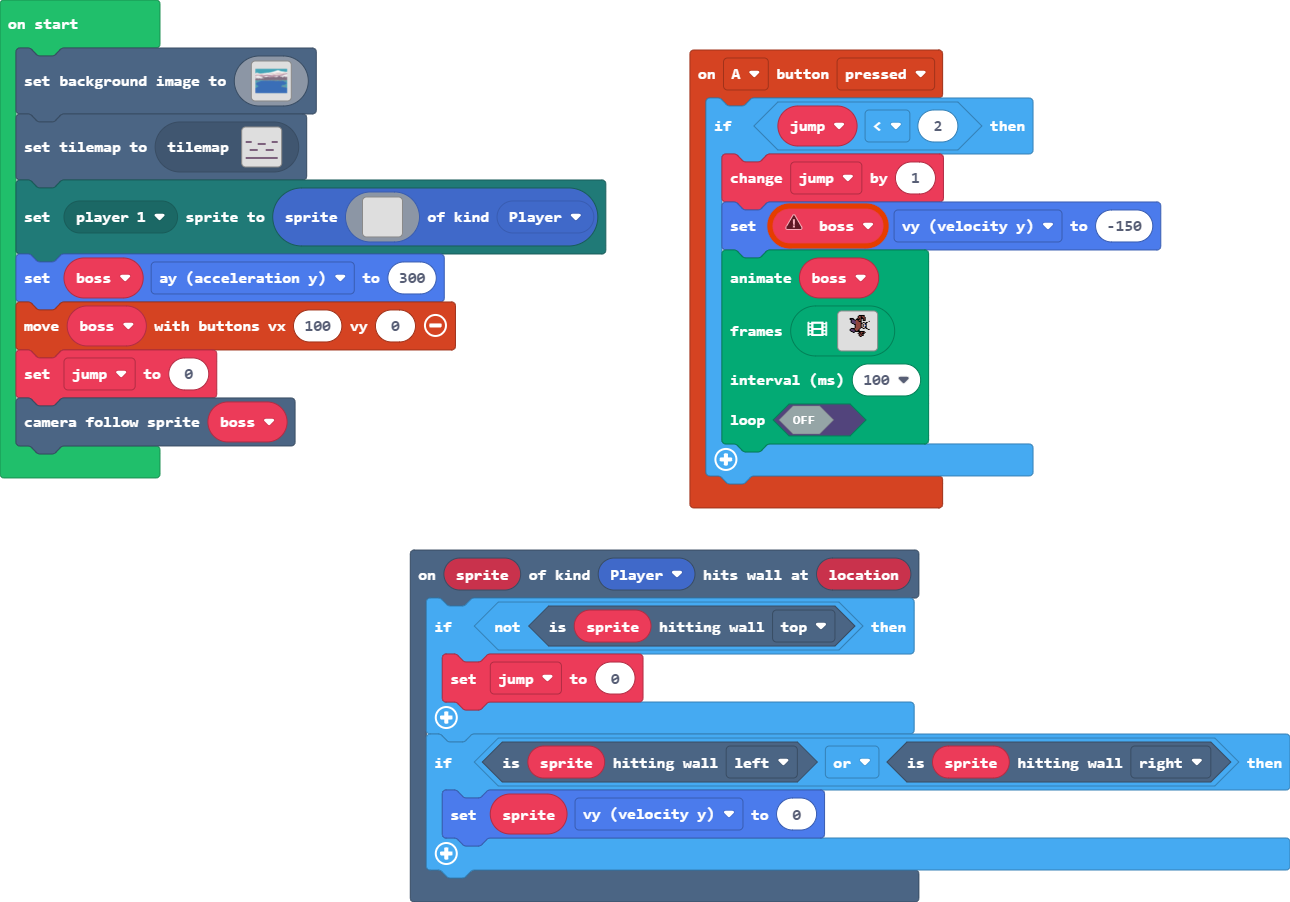 on start
set background image to
set tilemap to tilemap
set player 1 sprite to sprite of kind Player
set boss ay (acceleration y) to 300
move boss with buttons vx 100 vy 0
set jump to 0
camera follow sprite boss
on A button pressed
if jump < 2 then
change jump by 1
set boss vy (velocity y) to -150
animate boss
frames
interval (ms) 100
loop OFF
on sprite of kind Player hits wall at location
if not is sprite hitting wall top then
set jump to 0
if is sprite hitting wall left or is sprite hitting wall right then
set sprite vy (velocity y) to 0